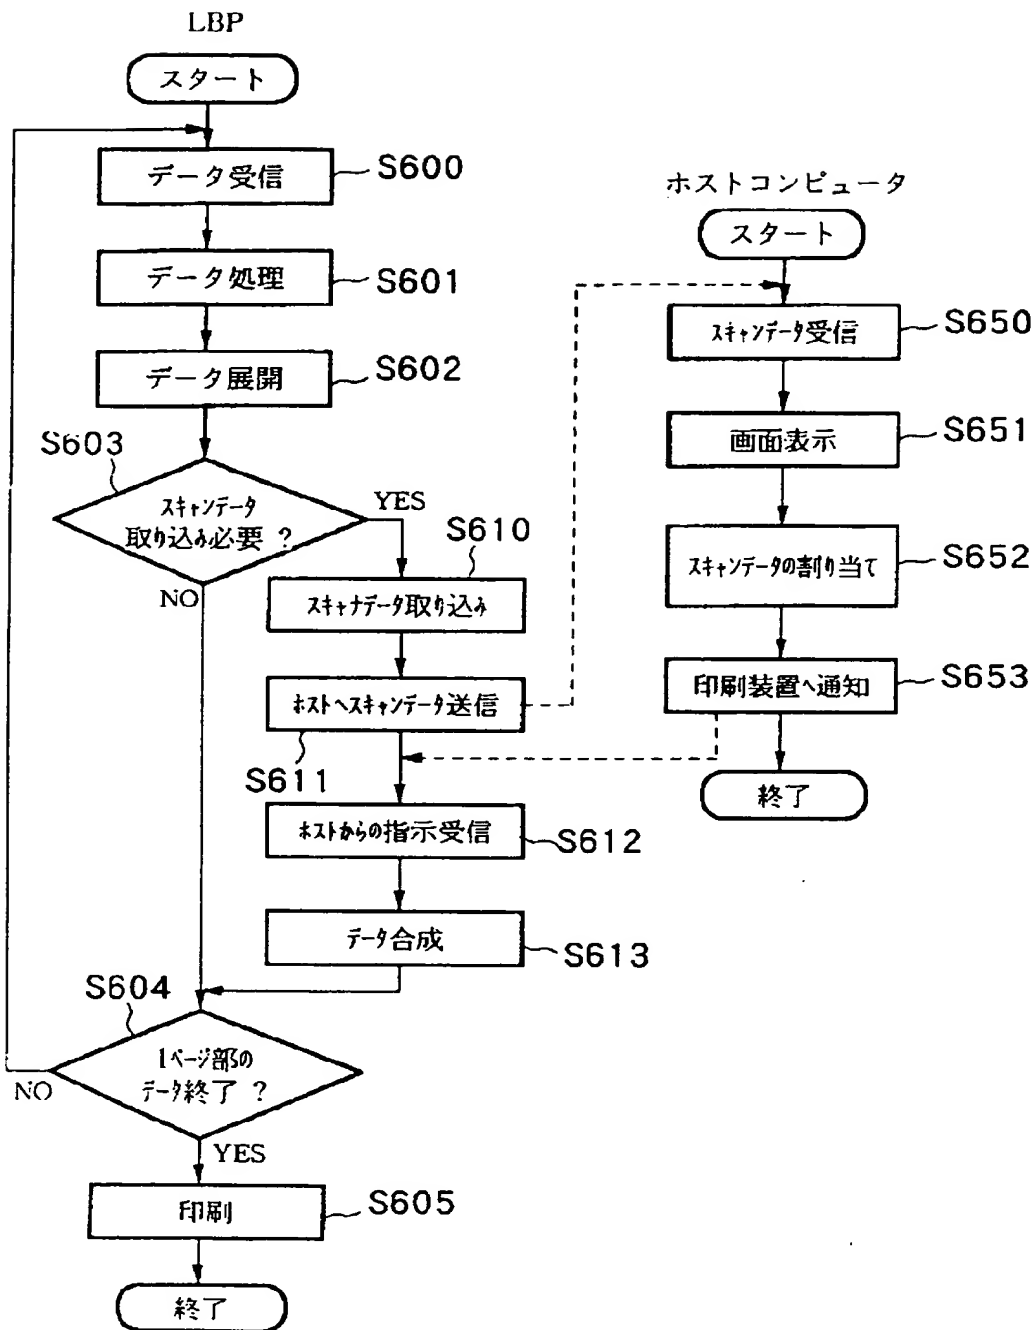 LBP
スタート
データ受信
S600
データ処理
S601
データ展開
S602
S603
スキャンデータ
取り込み必要 ?
YES
NO
S610
スキャナデータ取り込み
ホストへスキャンデータ送信
S611
ホストからの指示受信
S612
データ合成
S613
S604
1ページ部の
データ終了 ?
NO
YES
印刷
S605
終了
ホストコンピュータ
スタート
スキャンデータ受信
S650
画面表示
S651
スキャンデータの割り当て
S652
印刷装置へ通知
S653
終了